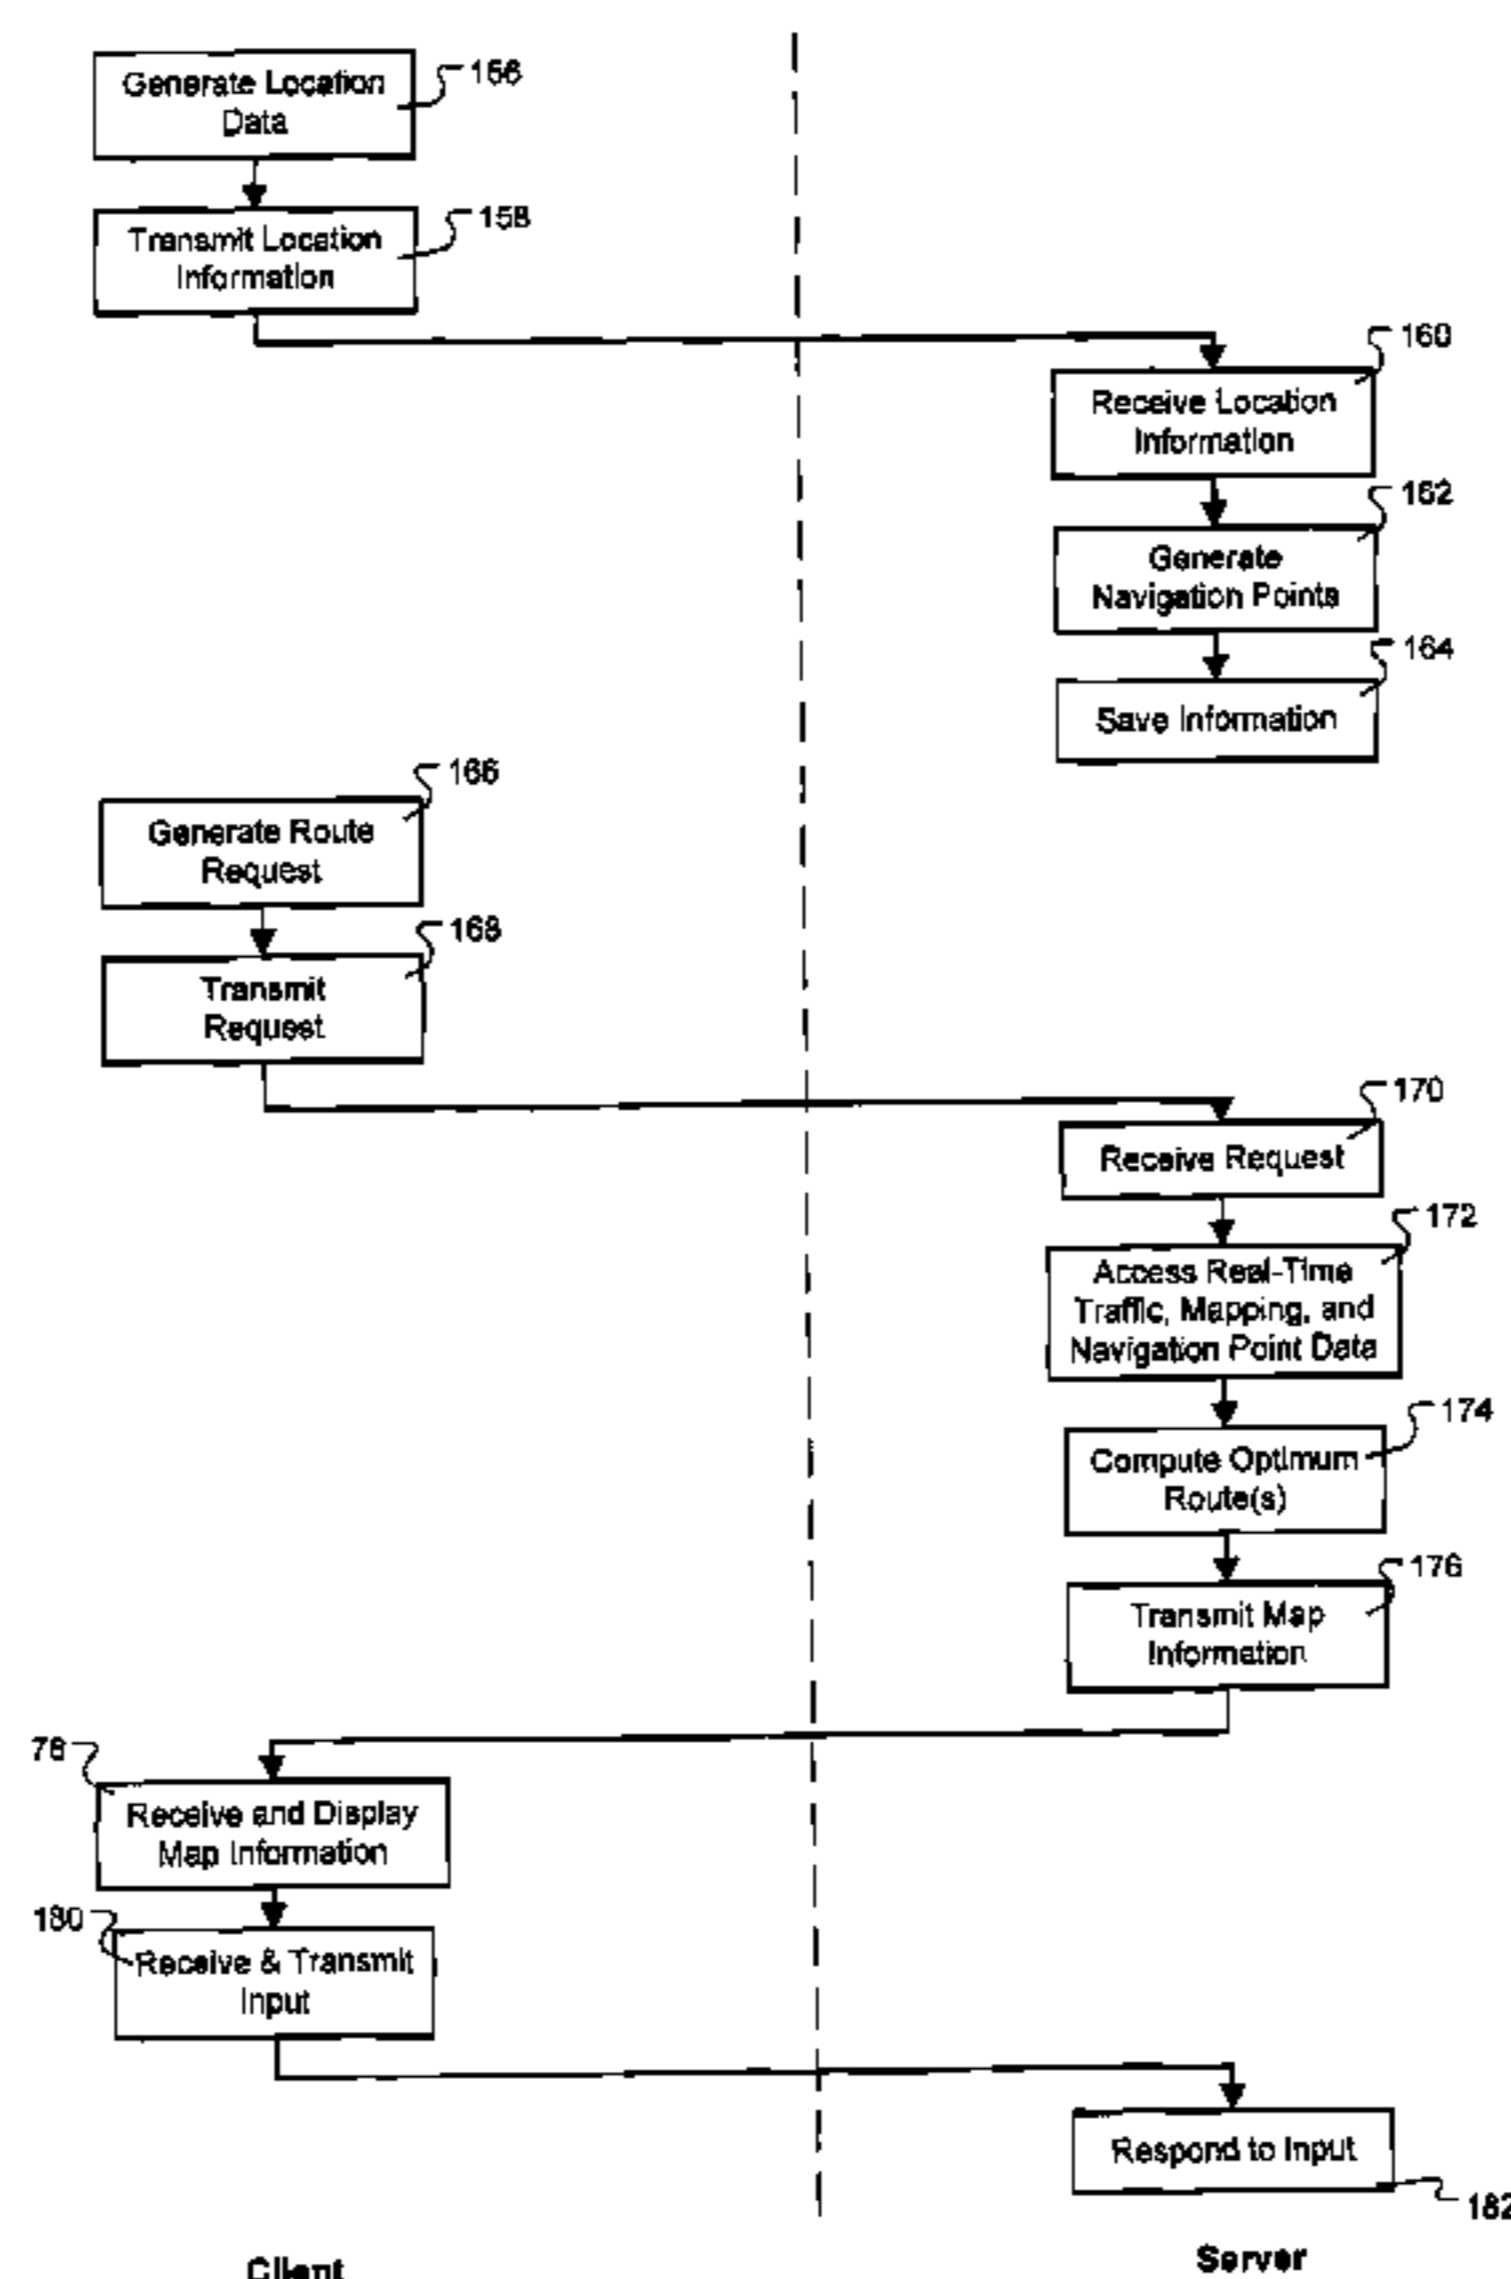 Generate Location
Data
156
Transmit Location
Information
158
160
Receive Location
Information
162
Generate
Navigation Points
164
Save Information
166
Generate Route
Request
168
Transmit
Request
170
Receive Request
172
Access Real-Time
Traffic, Mapping, and
Navigation Point Data
174
Compute Optimum
Route(s)
176
Transmit Map
Information
78
Receive and Display
Map Information
180
Receive & Transmit
Input
Respond to Input
182
Client
Server